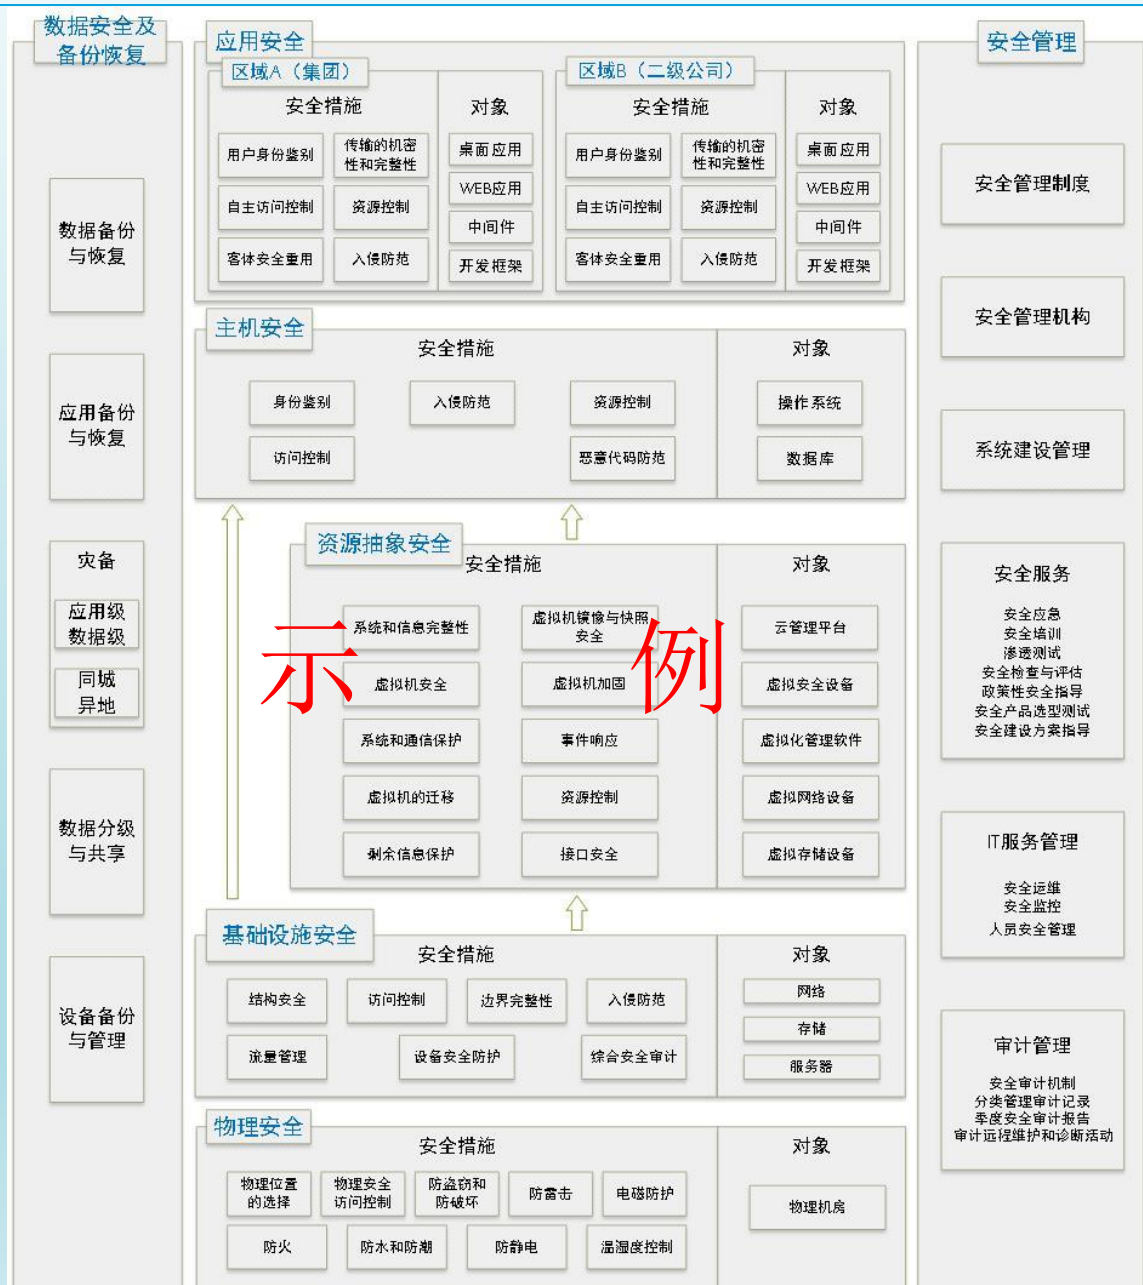 数据安全及
备份恢复
数据备份
与恢复
应用备份
与恢复
灾备
应用级
数据级
同城
异地
数据分级
与共享
设备备份
与管理
应用安全
区域A（集团）
安全措施
对象
用户身份鉴别
传输的机密
性和完整性
自主访问控制
资源控制
客体安全重用
入侵防范
桌面应用
WEB应用
中间件
开发框架
区域B（二级公司）
安全措施
对象
用户身份鉴别
传输的机密
性和完整性
自主访问控制
资源控制
客体安全重用
入侵防范
桌面应用
WEB应用
中间件
开发框架
主机安全
安全措施
对象
身份鉴别
入侵防范
资源控制
访问控制
恶意代码防范
操作系统
数据库
资源抽象安全
安全措施
对象
系统和信息完整性
虚拟机镜像与快照
安全
虚拟机安全
虚拟机加固
系统和通信保护
事件响应
虚拟机的迁移
资源控制
剩余信息保护
接口安全
云管理平台
虚拟安全设备
虚拟化管理软件
虚拟网络设备
虚拟存储设备
示 例
基础设施安全
安全措施
对象
结构安全
访问控制
边界完整性
入侵防范
流量管理
设备安全防护
综合安全审计
网络
存储
服务器
物理安全
安全措施
对象
物理位置
的选择
物理安全
访问控制
防盗窃和
防破坏
防雷击
电磁防护
防火
防水和防潮
防静电
温湿度控制
物理机房
安全管理
安全管理制度
安全管理机构
系统建设管理
安全服务
安全应急
安全培训
渗透测试
安全检查与评估
政策性安全指导
安全产品选型测试
安全建设方案指导
IT服务管理
安全运维
安全监控
人员安全管理
审计管理
安全审计机制
分类管理审计记录
季度安全审计报告
审计远程维护和诊断活动